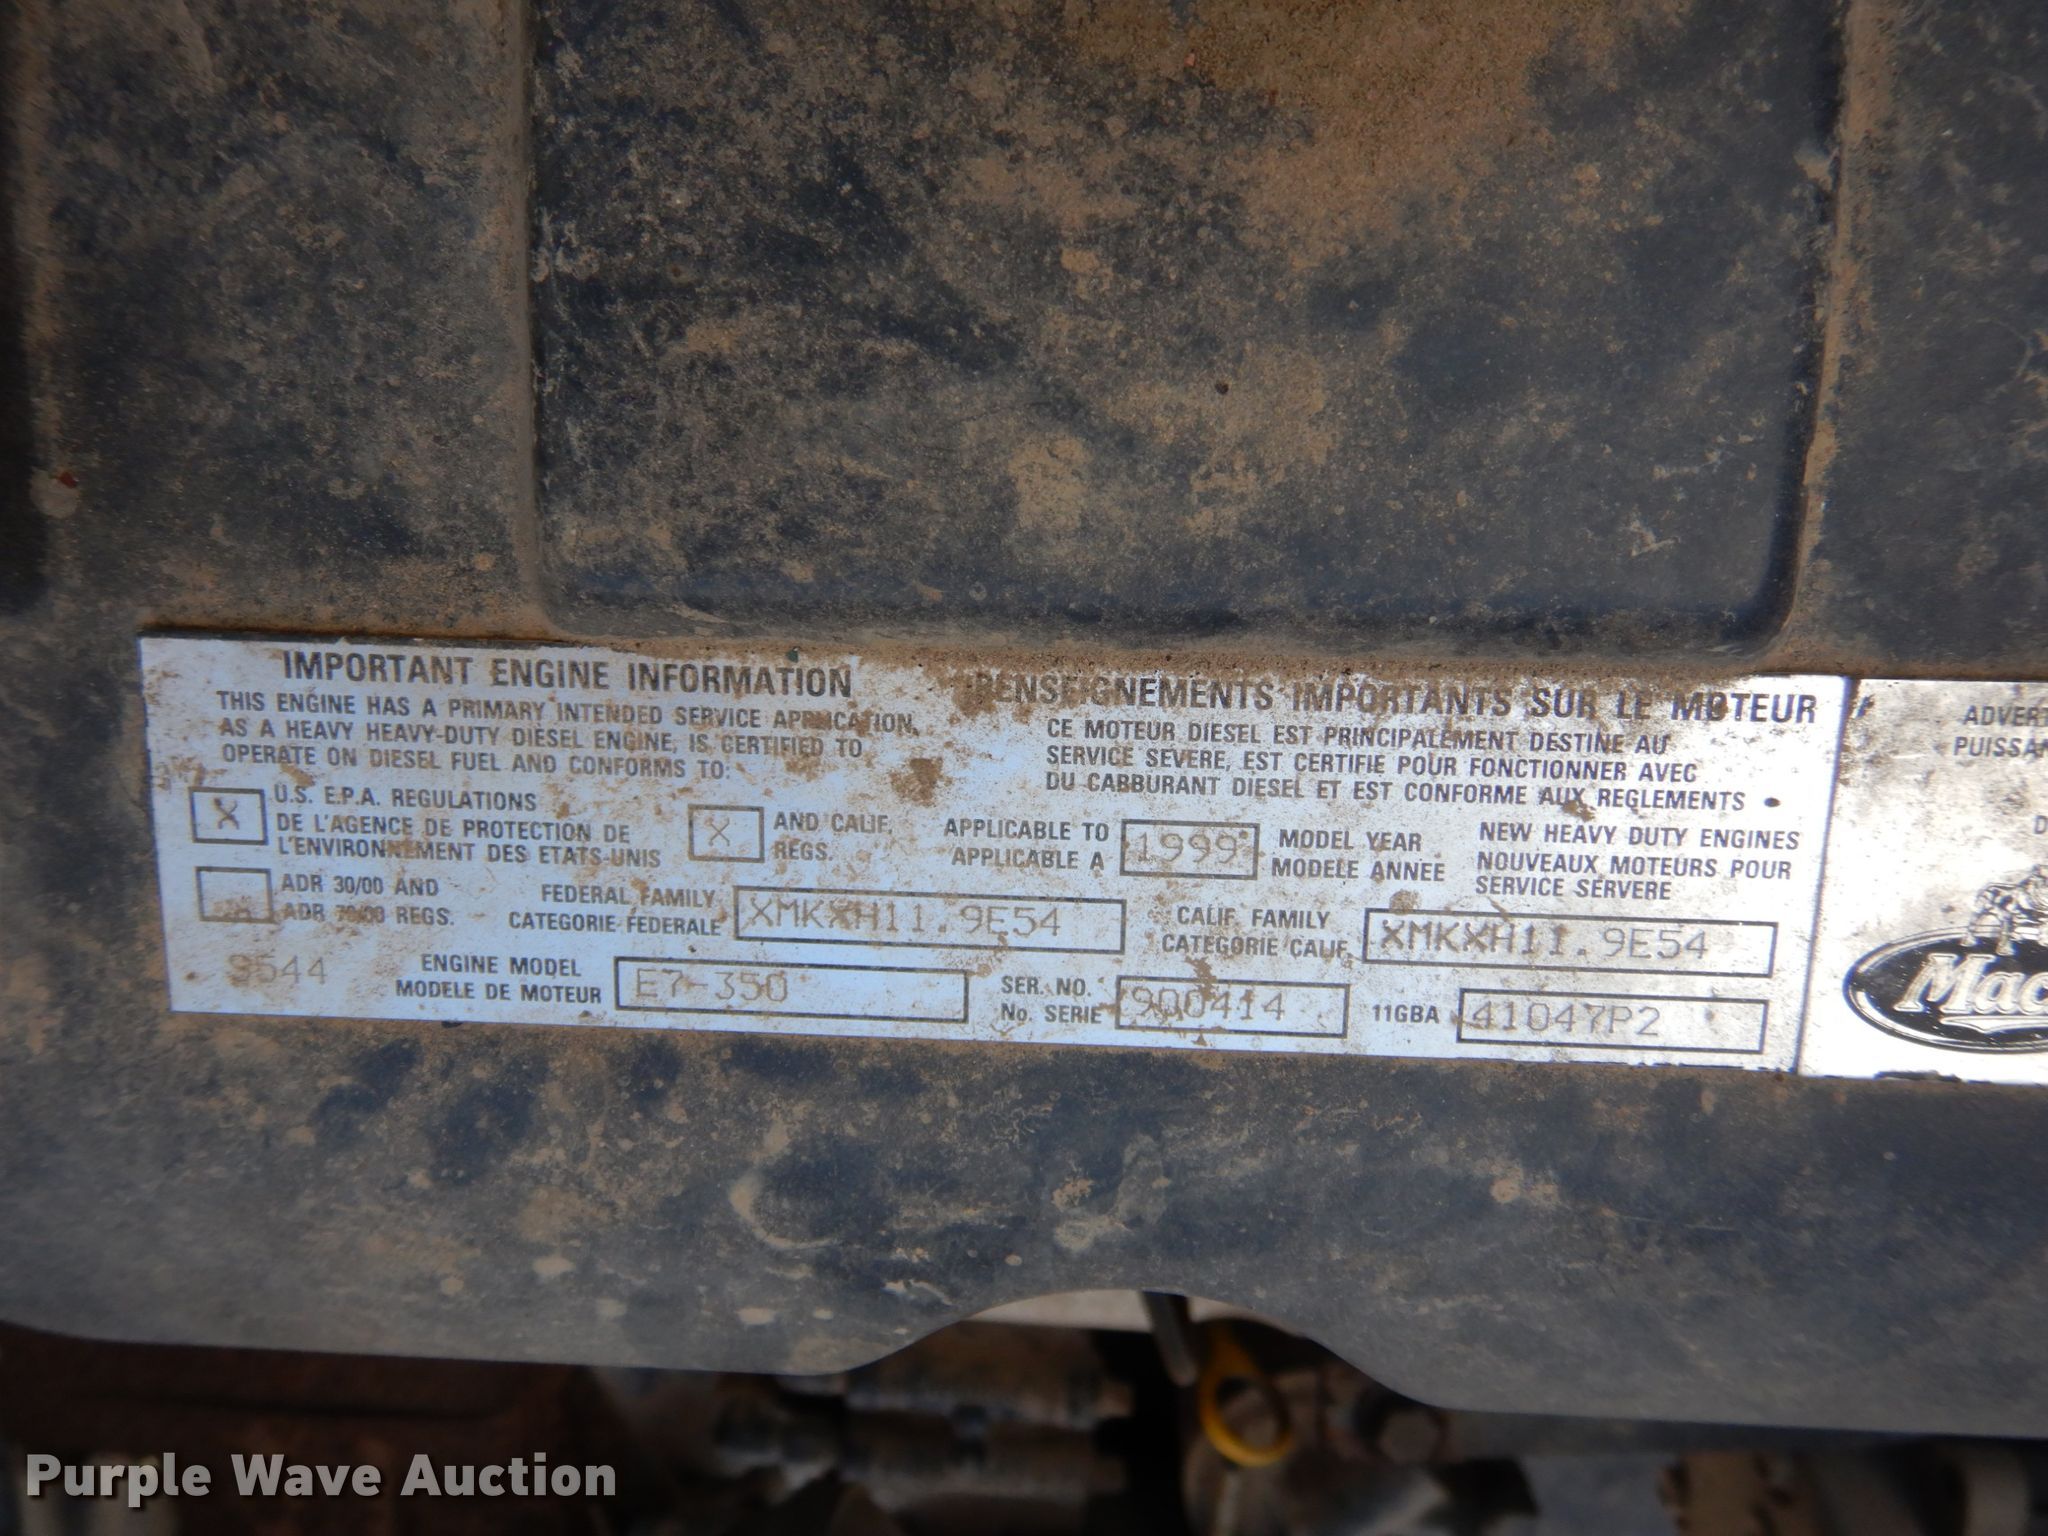 IMPORTANT ENGINE INFORMATION
THIS ENGINE HAS A PRIMARY INTENDED SERVICE APPLICATION,
AS A HEAVY HEAVY-DUTY DIESEL ENGINE, IS CERTIFIED TO
OPERATE ON DIESEL FUEL AND CONFORMS TO:
RENSEIGNEMENTS IMPORTANTS SUR LE MOTEUR
CE MOTEUR DIESEL EST PRINCIPALEMENT DESTINE AU
SERVICE SEVERE, EST CERTIFIE POUR FONCTIONNER AVEC
DU CABBURANT DIESEL ET EST CONFORME AUX REGLEMENTS
X U.S. E.P.A. REGULATIONS
DE L'AGENCE DE PROTECTION DE
L'ENVIRONNEMENT DES ETATS-UNIS
X AND CALIF.
REGS.
APPLICABLE TO
APPLICABLE A
1999
MODEL YEAR
MODELE ANNEE
NEW HEAVY DUTY ENGINES
NOUVEAUX MOTEURS POUR
SERVICE SERVERE
ADR 30/00 AND
ADR 70/00 REGS.
FEDERAL FAMILY
CATEGORIE FEDERALE
XMKXH11.9E54
CALIF. FAMILY
CATEGORIE CALIF.
XMKXH11.9E54
9544
ENGINE MODEL
MODELE DE MOTEUR
E7-350
SER. NO.
No. SERIE
9D0414
11GBA 41047P2
ADVERT
PUISSAN
D
Mac
Purple Wave Auction